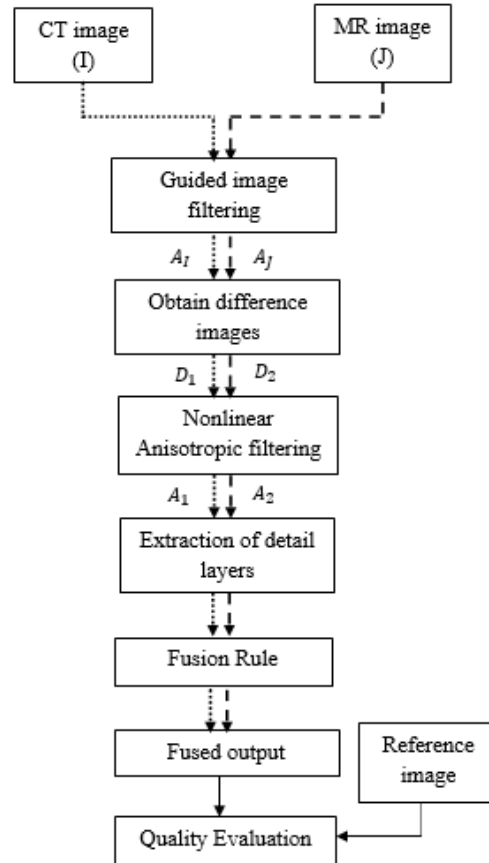 CT image
(I)
MR image
(J)
Guided image
filtering
A_I
A_J
Obtain difference
images
D_1
D_2
Nonlinear
Anisotropic filtering
A_1
A_2
Extraction of detail
layers
Fusion Rule
Fused output
Reference
image
Quality Evaluation